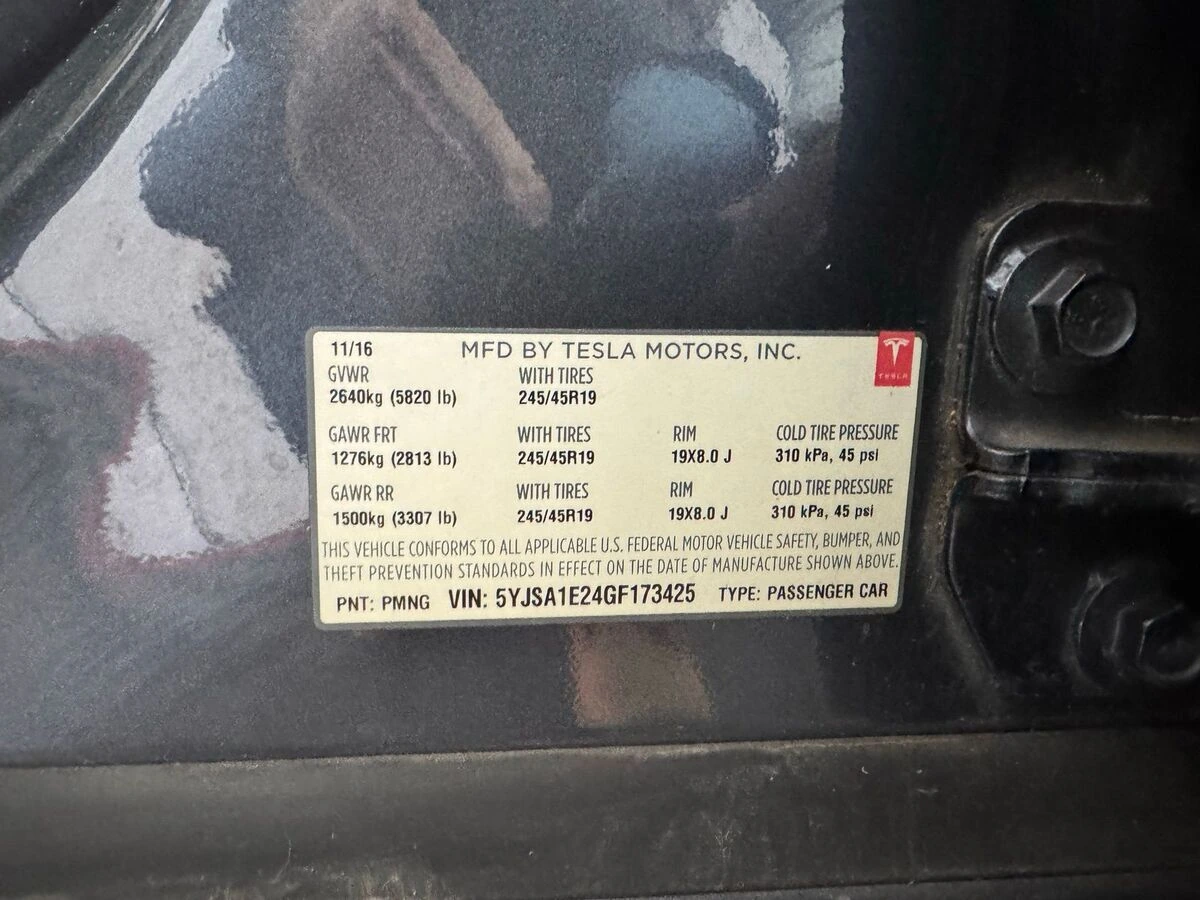 11/16 MFD BY TESLA MOTORS, INC.
TESLA
GVWR WITH TIRES
2640kg (5820 lb) 245/45R19
GAWR FRT WITH TIRES RIM COLD TIRE PRESSURE
1276kg (2813 lb) 245/45R19 19X8.0 J 310 kPa, 45 psi
GAWR RR WITH TIRES RIM COLD TIRE PRESSURE
1500kg (3307 lb) 245/45R19 19X8.0 J 310 kPa, 45 psi
THIS VEHICLE CONFORMS TO ALL APPLICABLE U.S. FEDERAL MOTOR VEHICLE SAFETY, BUMPER, AND
THEFT PREVENTION STANDARDS IN EFFECT ON THE DATE OF MANUFACTURE SHOWN ABOVE.
PNT: PMNG VIN: 5YJSA1E24GF173425 TYPE: PASSENGER CAR